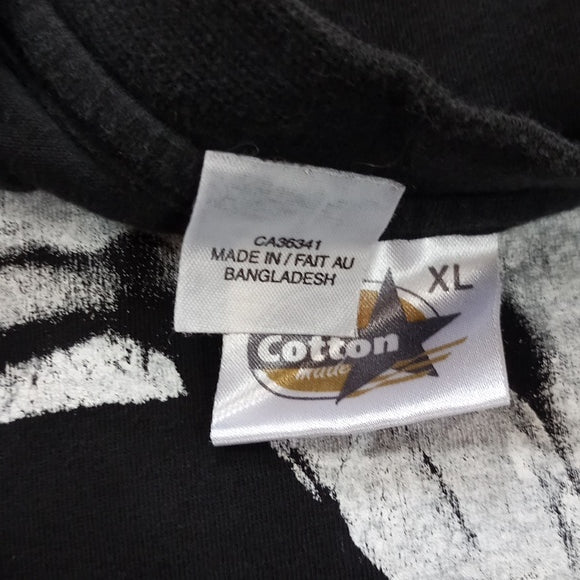 CA36341
MADE IN / FAIT AU
BANGLADESH
XL
Cotton
Made